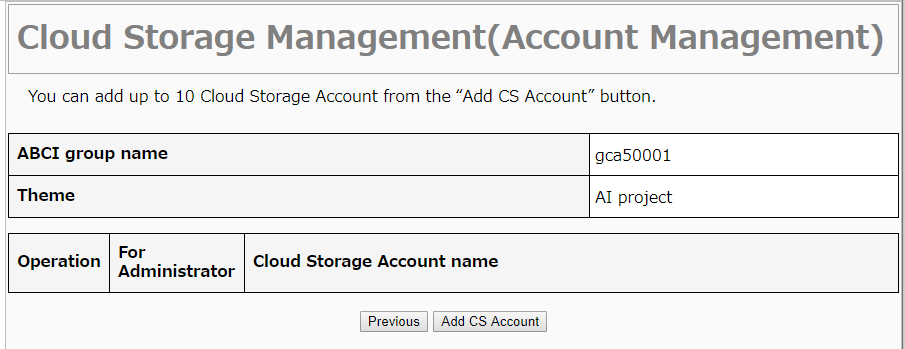 Cloud Storage Management(Account Management)
You can add up to 10 Cloud Storage Account from the “Add CS Account” button.
ABCI group name gca50001
Theme AI project
Operation For Administrator Cloud Storage Account name
Previous Add CS Account